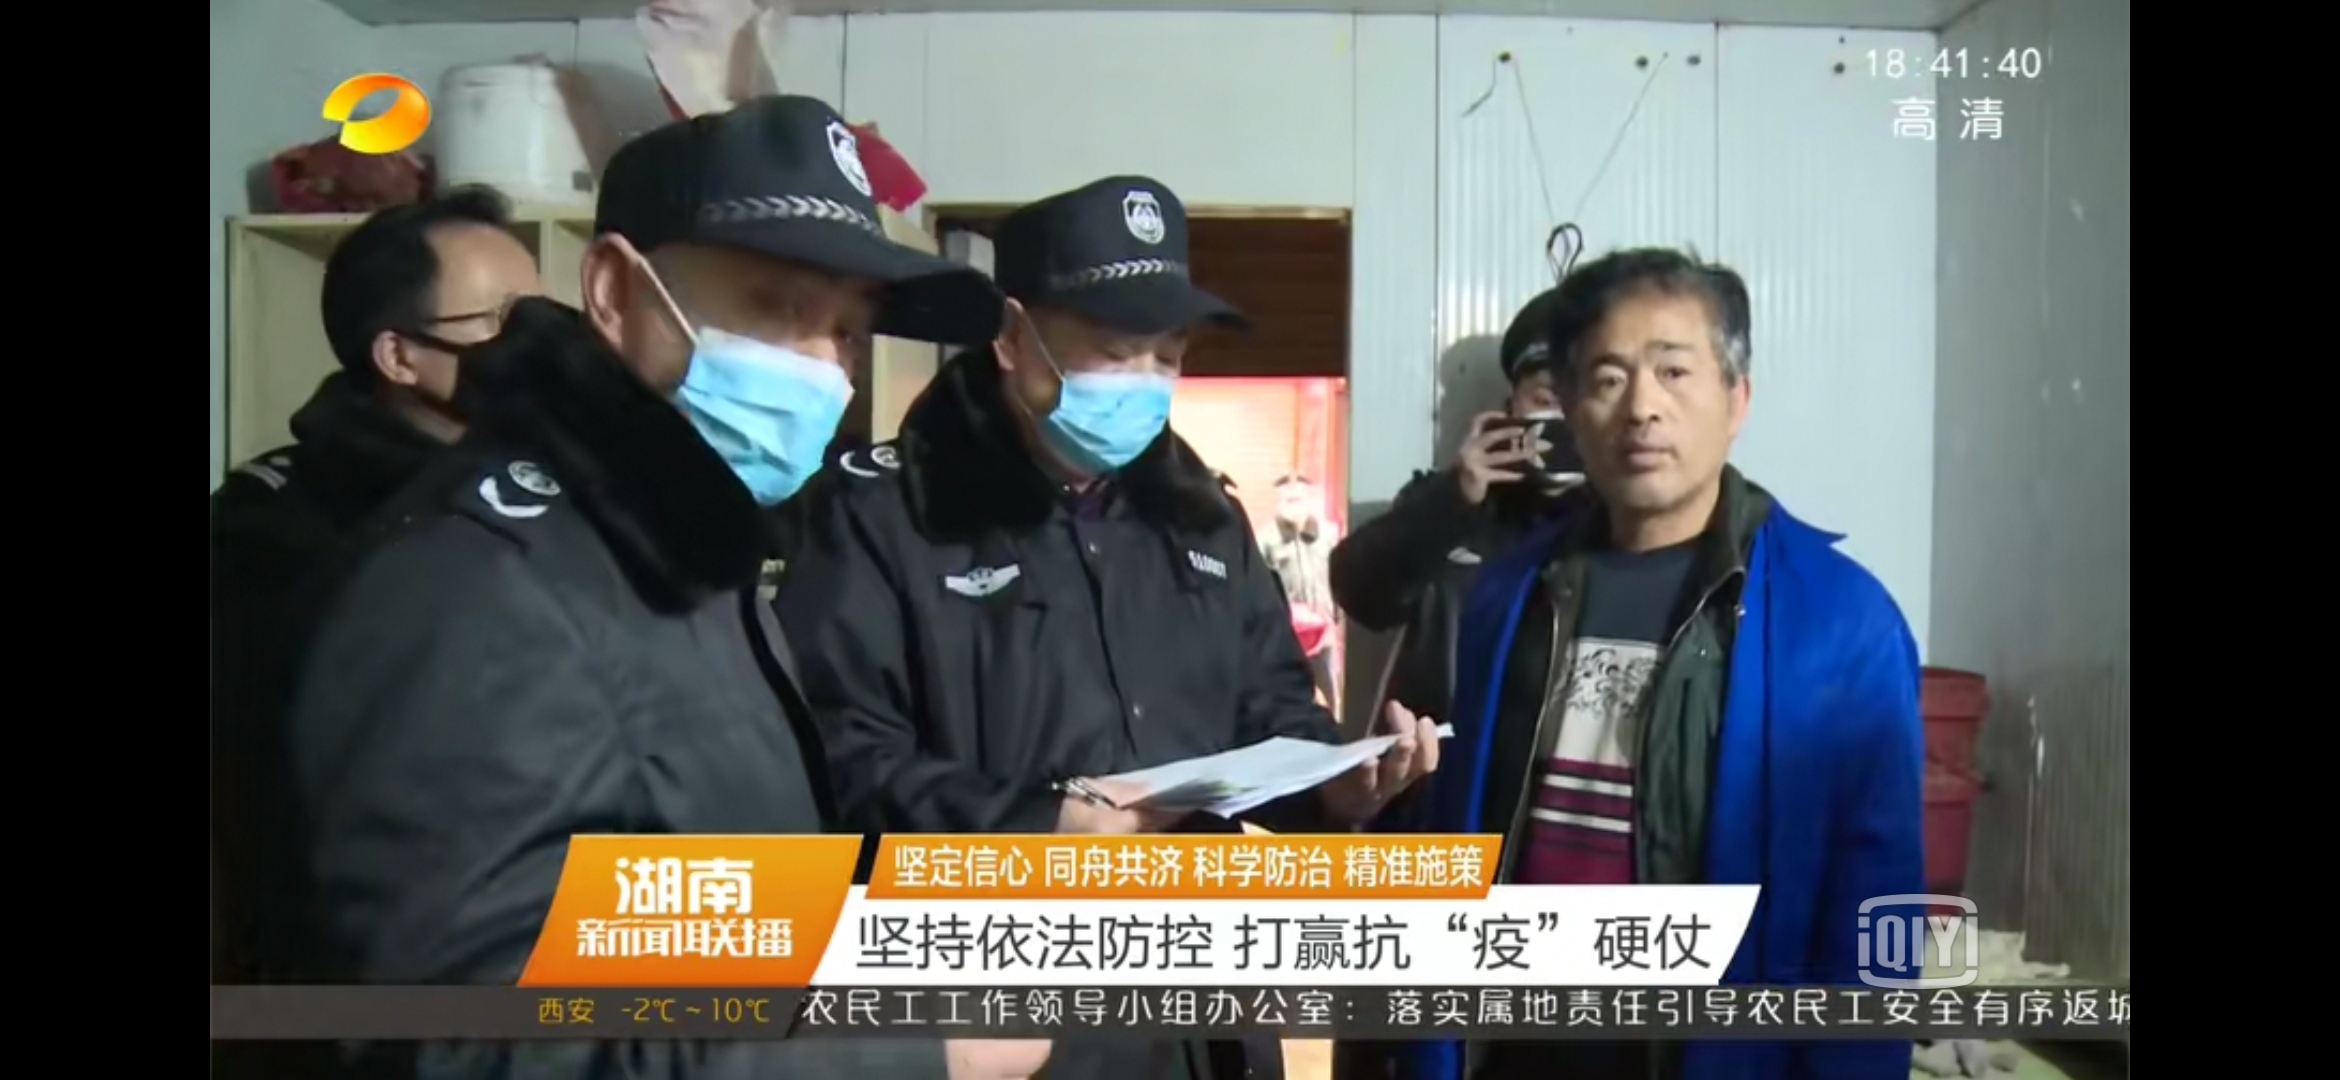 18:41:40
高清
51000
湖南
新闻联播
坚定信心 同舟共济 科学防治 精准施策
坚持依法防控 打赢抗“疫”硬仗
iQIYI
西安 -2℃~10℃ 农民工工作领导小组办公室：落实属地责任引导农民工安全有序返城